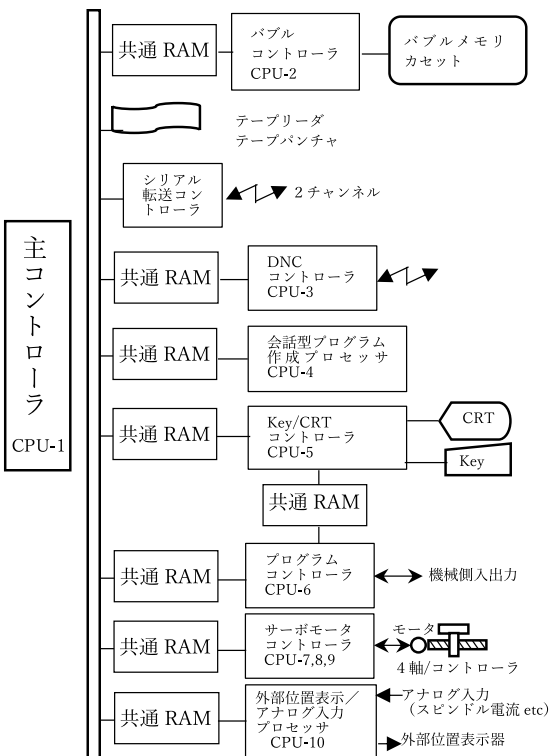 共通 RAM
バブル
コントローラ
CPU-2
バブルメモリ
カセット
テープリーダ
テープパンチャ
シリアル
転送コン
トローラ
2チャンネル
主コントローラ
CPU-1
共通 RAM
DNC
コントローラ
CPU-3
共通 RAM
会話型プログラム
作成プロセッサ
CPU-4
共通 RAM
Key/CRT
コントローラ
CPU-5
CRT
Key
共通 RAM
共通 RAM
プログラム
コントローラ
CPU-6
機械側入出力
共通 RAM
サーボモータ
コントローラ
CPU-7,8,9
モータ
4軸/コントローラ
共通 RAM
外部位置表示／
アナログ入力
プロセッサ
CPU-10
アナログ入力
（スピンドル電流 etc）
外部位置表示器